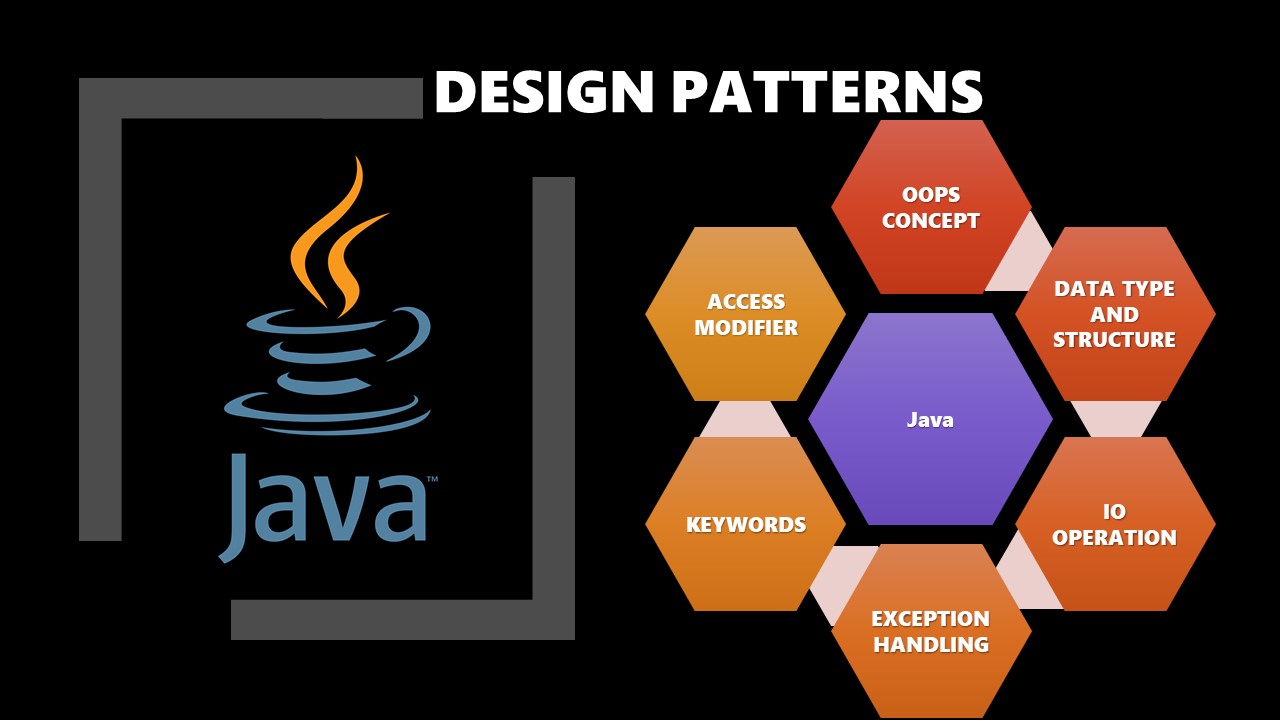 DESIGN PATTERNS
Java™
OOPS
CONCEPT
DATA TYPE
AND
STRUCTURE
IO
OPERATION
EXCEPTION
HANDLING
KEYWORDS
ACCESS
MODIFIER
Java